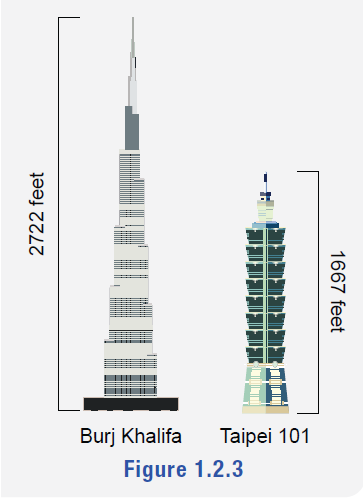 2722 feet
1667 feet
Burj Khalifa
Taipei 101
Figure 1.2.3